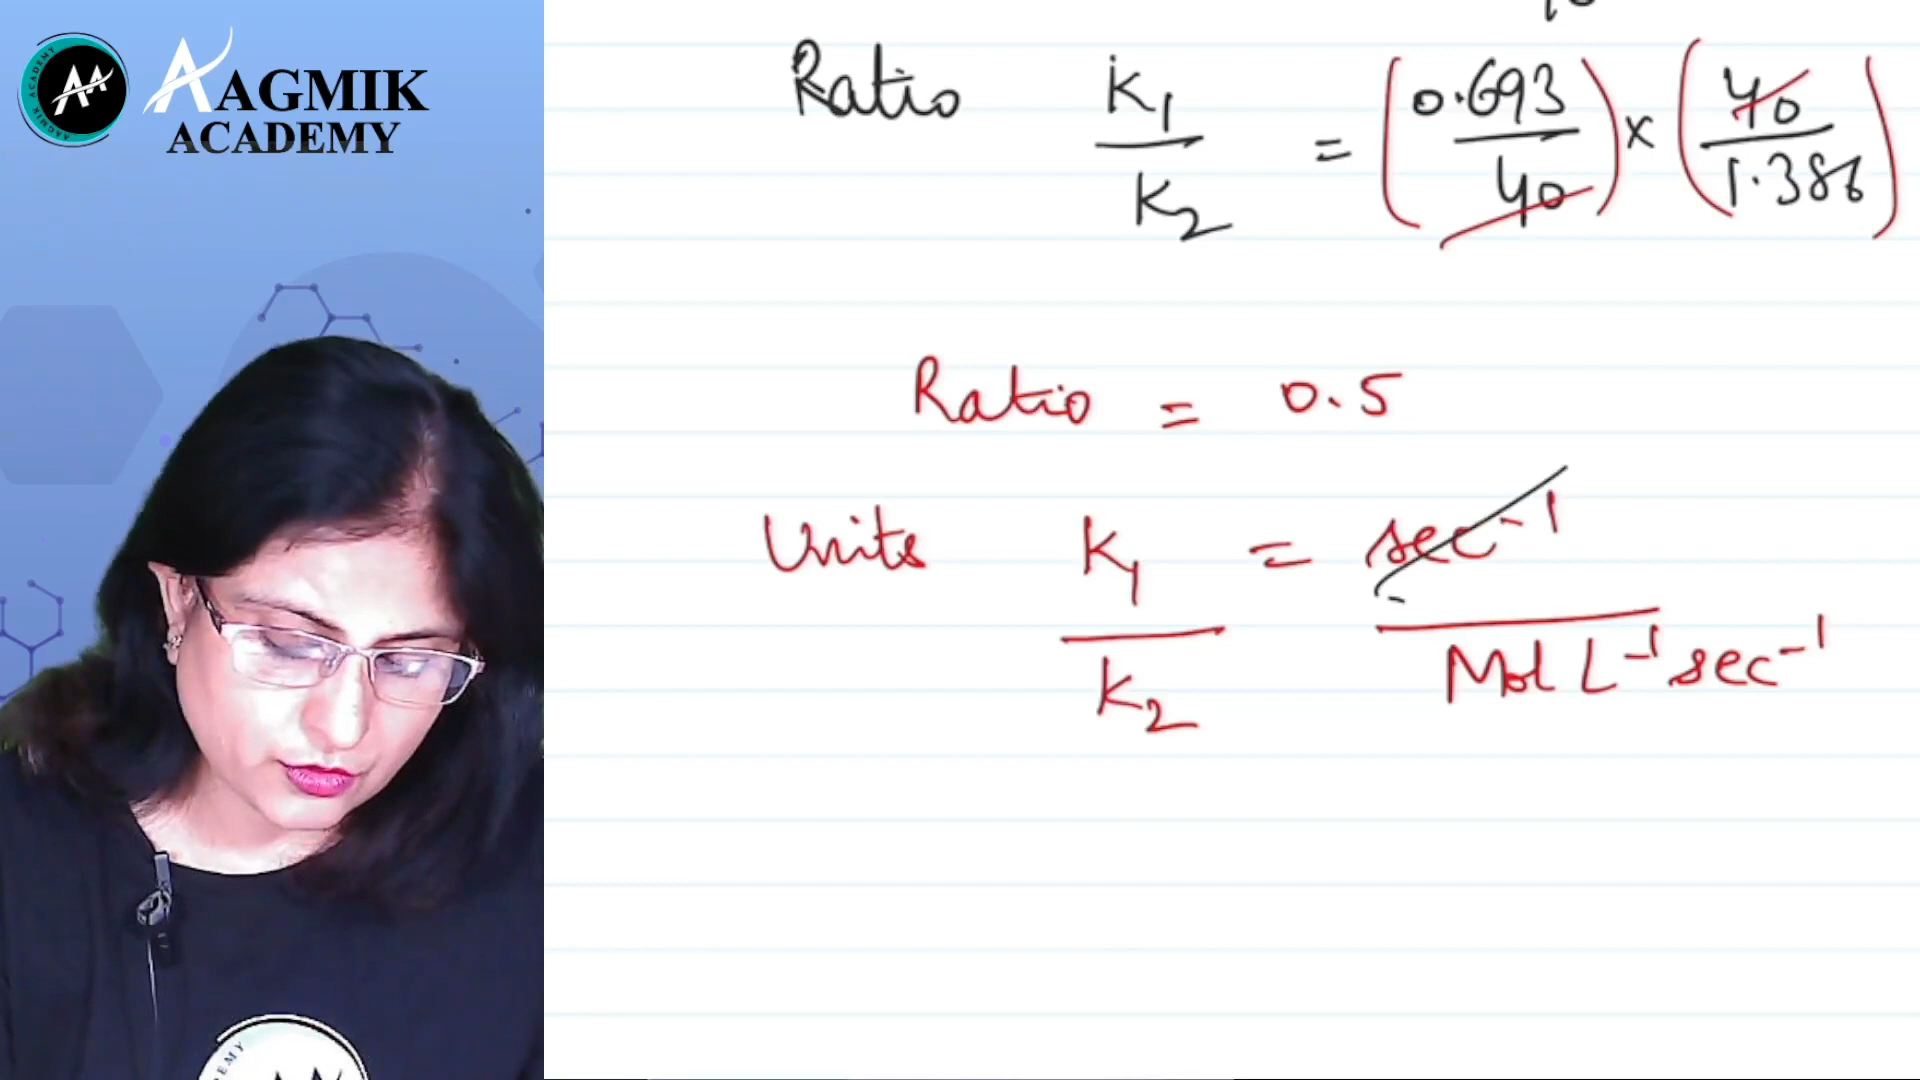 AAGMIK
ACADEMY
Ratio K1/K2 = (0.693/40) x (40/1.386)
Ratio = 0.5
Units K1/K2 = sec⁻¹/Mol L⁻¹ sec⁻¹